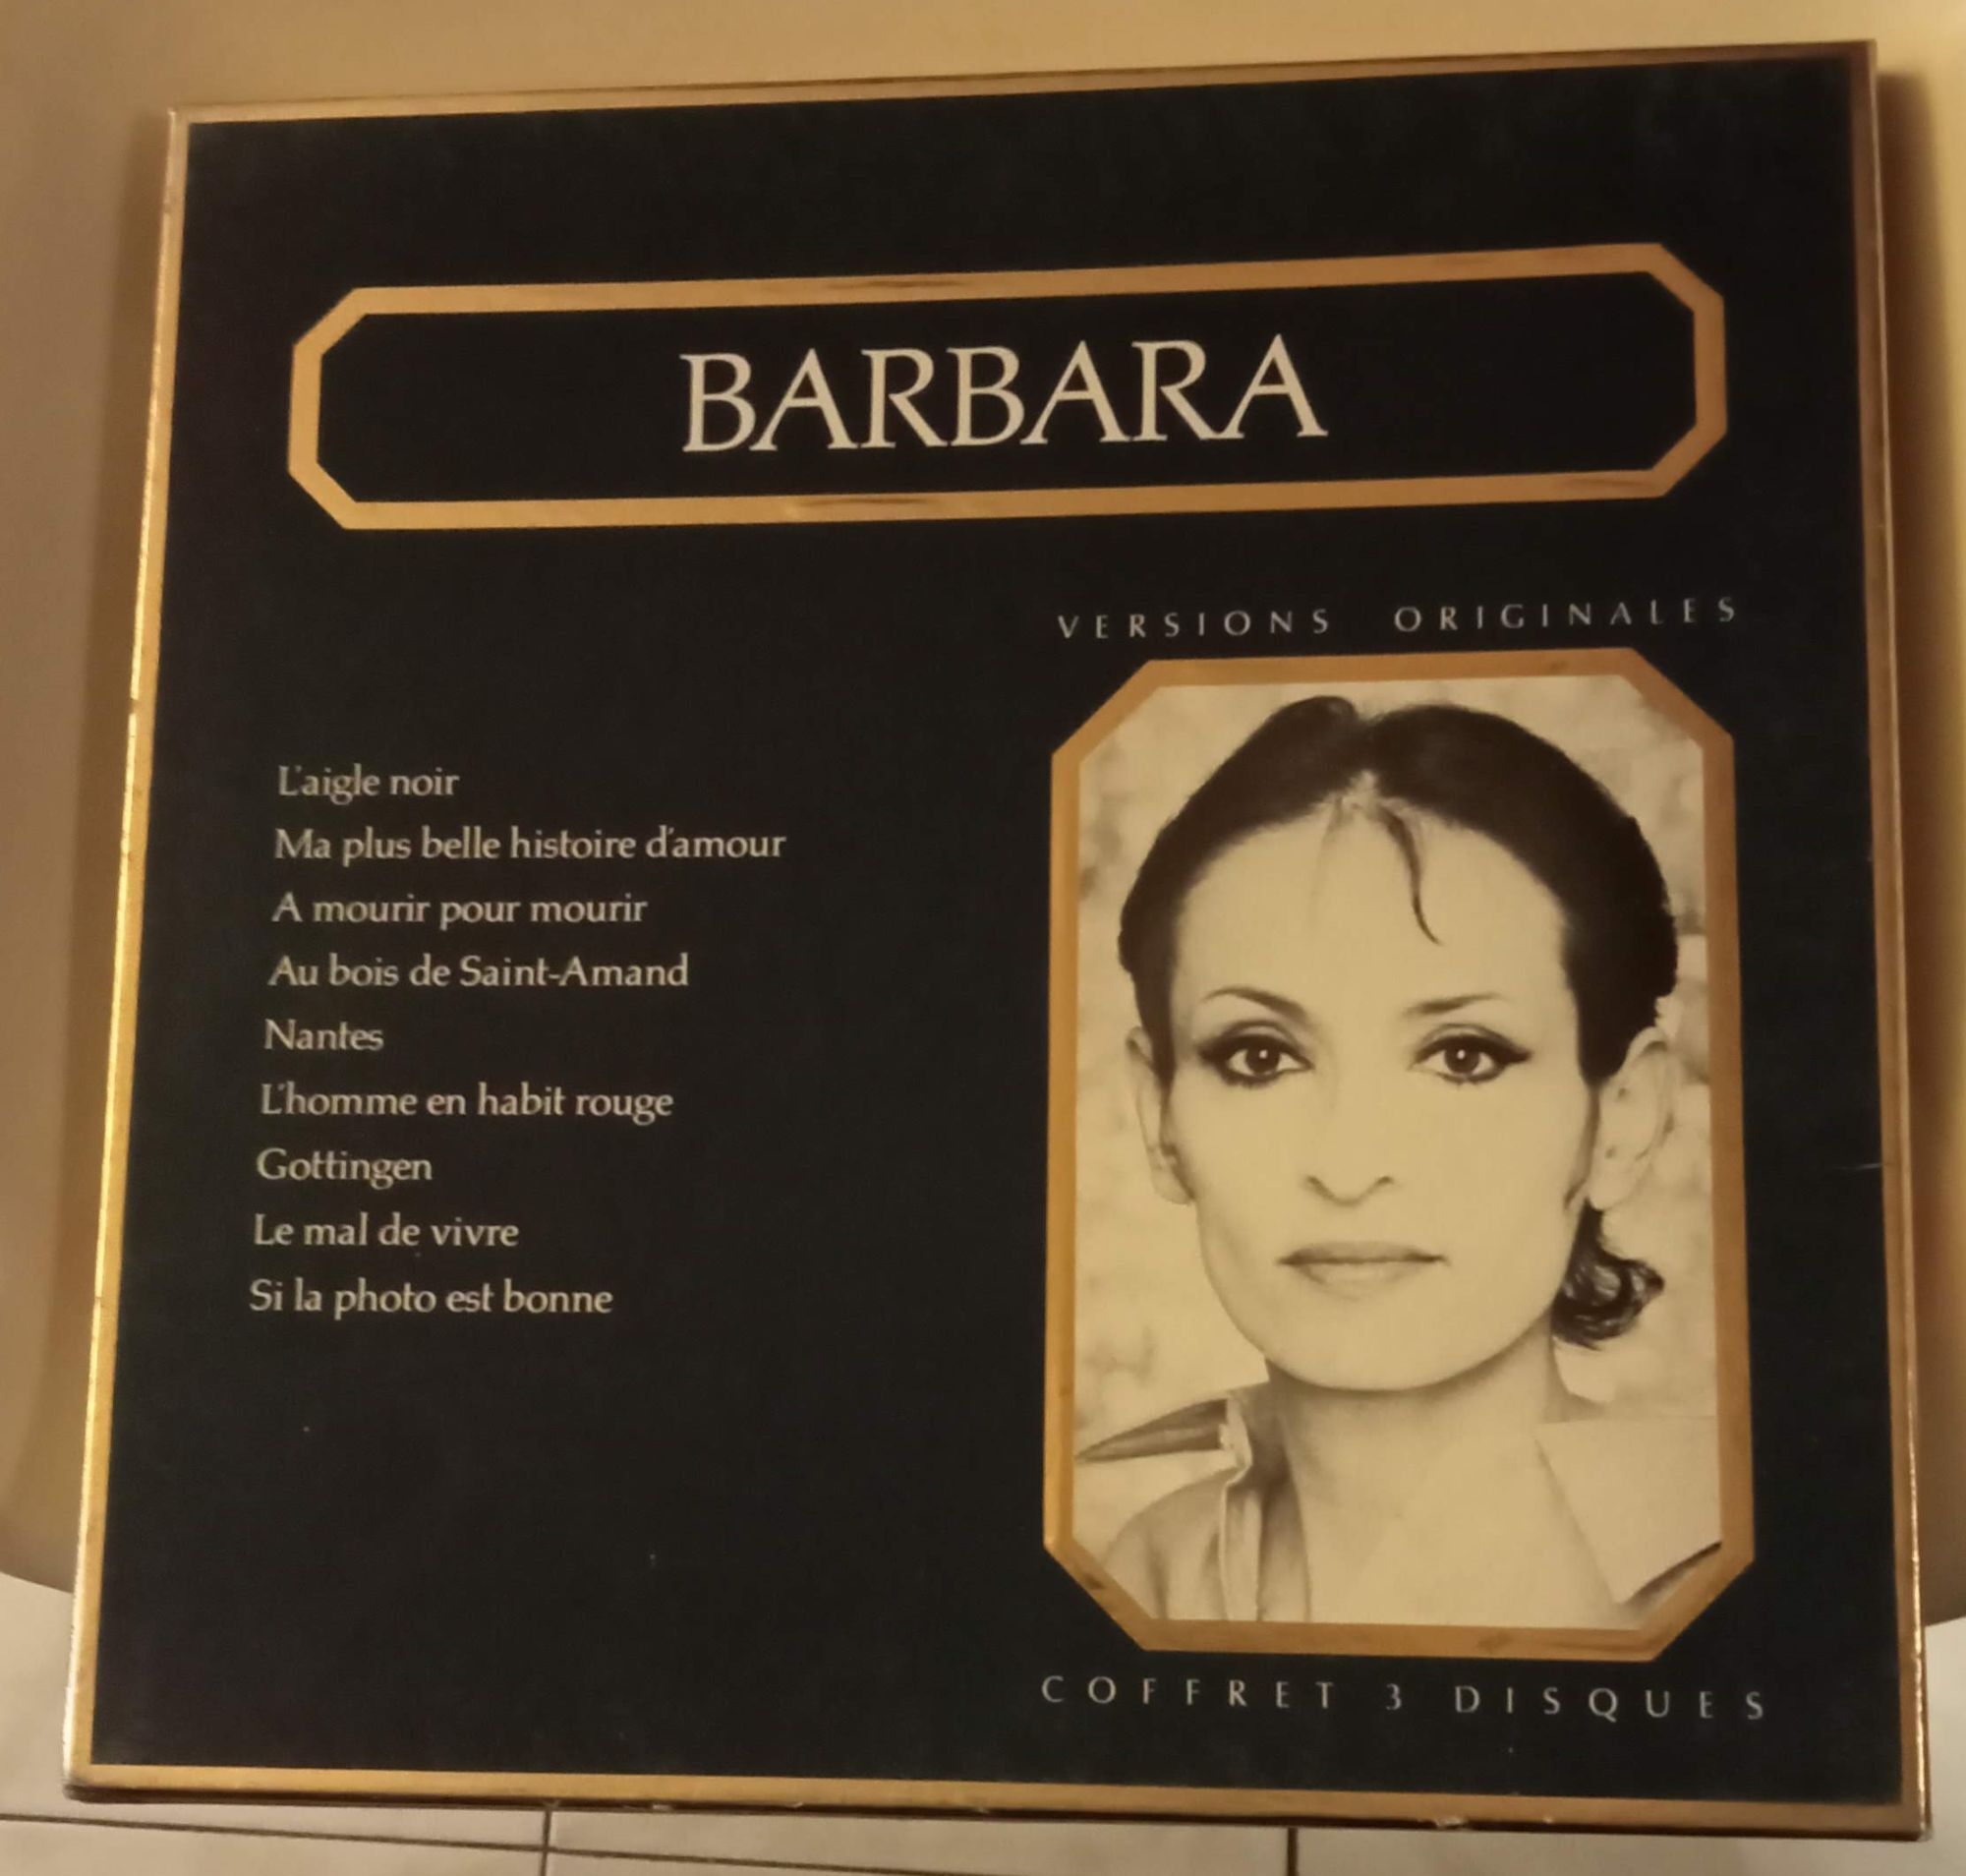 BARBARA
VERSIONS ORIGINALES
L'aigle noir
Ma plus belle histoire d'amour
A mourir pour mourir
Au bois de Saint-Amand
Nantes
L'homme en habit rouge
Gottingen
Le mal de vivre
Si la photo est bonne
COFFRET 3 DISQUES